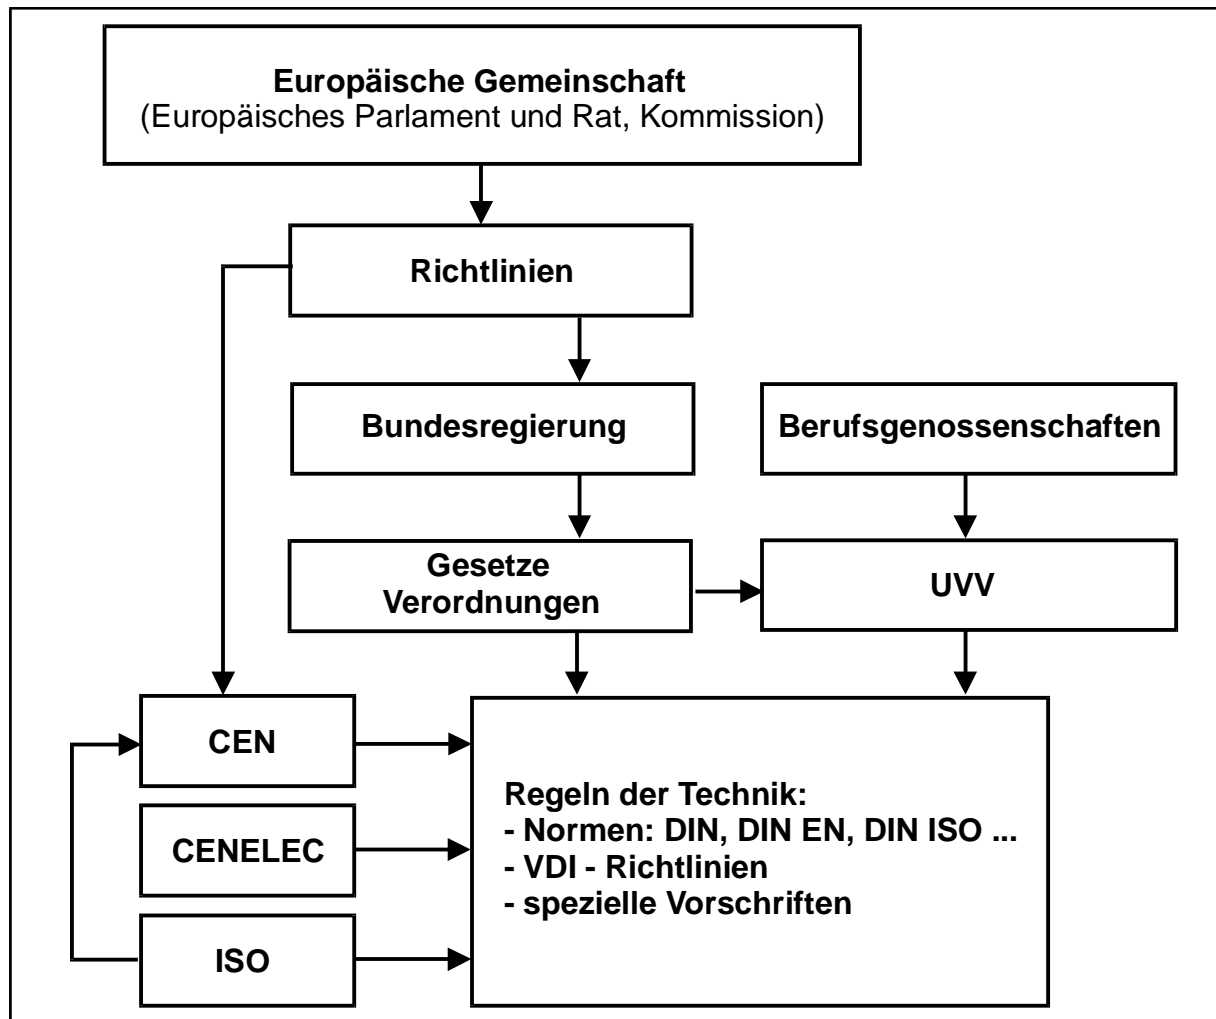 Europäische Gemeinschaft
(Europäisches Parlament und Rat, Kommission)
Richtlinien
Bundesregierung
Berufsgenossenschaften
Gesetze
Verordnungen
UVV
CEN
CENELEC
ISO
Regeln der Technik:
- Normen: DIN, DIN EN, DIN ISO ...
- VDI - Richtlinien
- spezielle Vorschriften